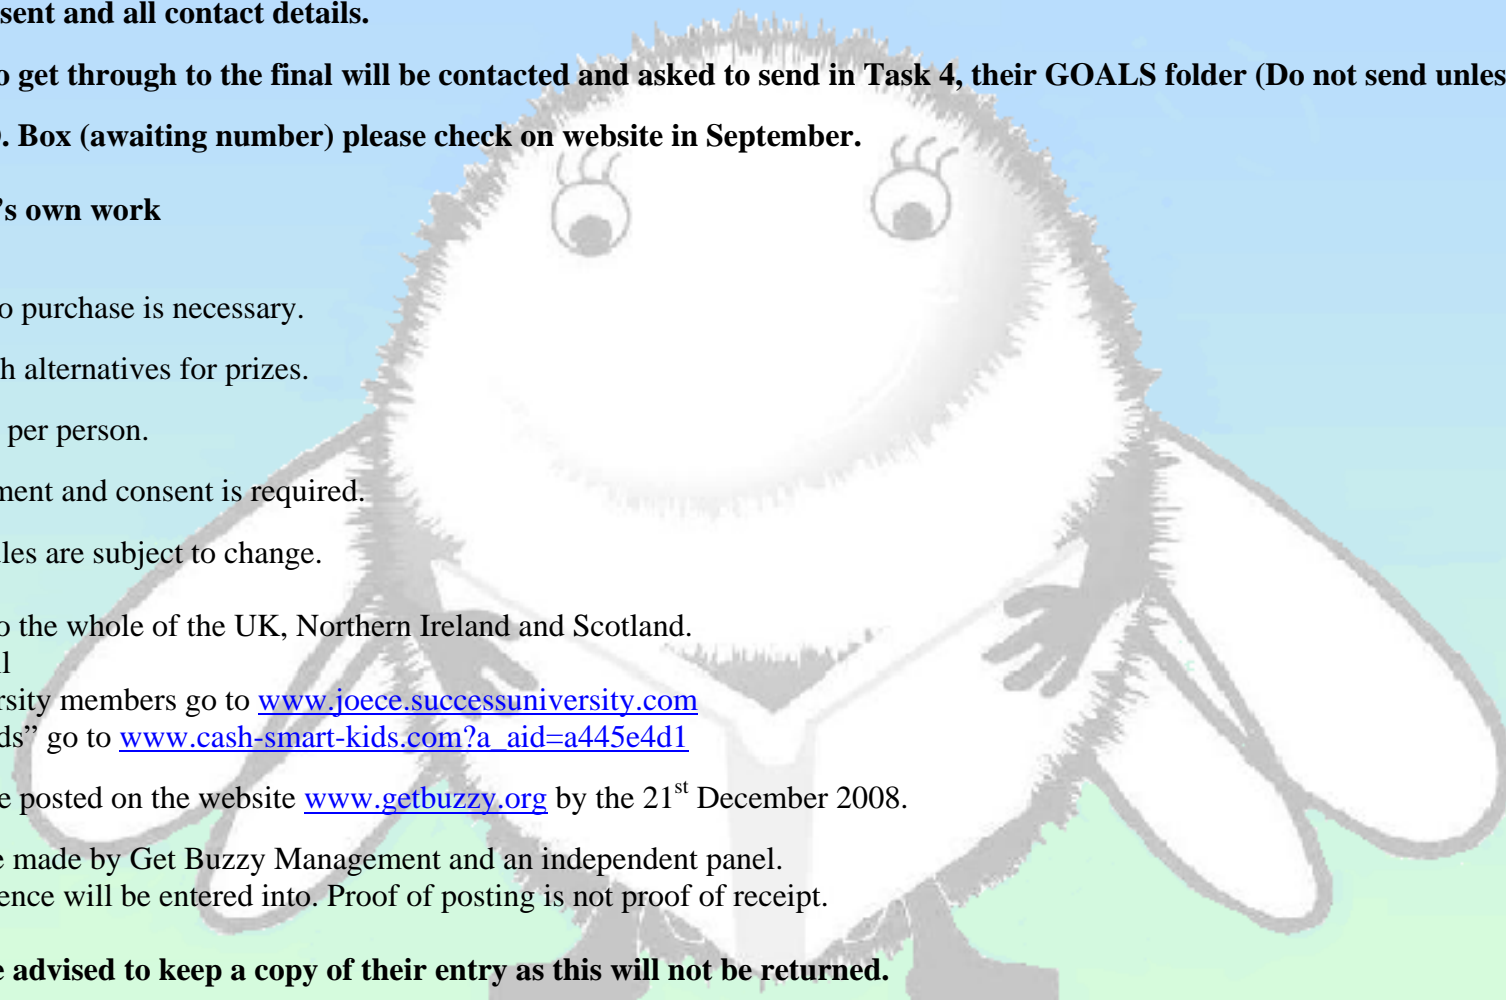 sent and all contact details.
o get through to the final will be contacted and asked to send in Task 4, their GOALS folder (Do not send unles
. Box (awaiting number) please check on website in September.
’s own work
o purchase is necessary.
h alternatives for prizes.
per person.
ment and consent is required.
les are subject to change.
o the whole of the UK, Northern Ireland and Scotland.
l
rsity members go to www.joece.successuniversity.com
ds” go to www.cash-smart-kids.com?a_aid=a445e4d1
e posted on the website www.getbuzzy.org by the 21st December 2008.
e made by Get Buzzy Management and an independent panel.
ence will be entered into. Proof of posting is not proof of receipt.
e advised to keep a copy of their entry as this will not be returned.